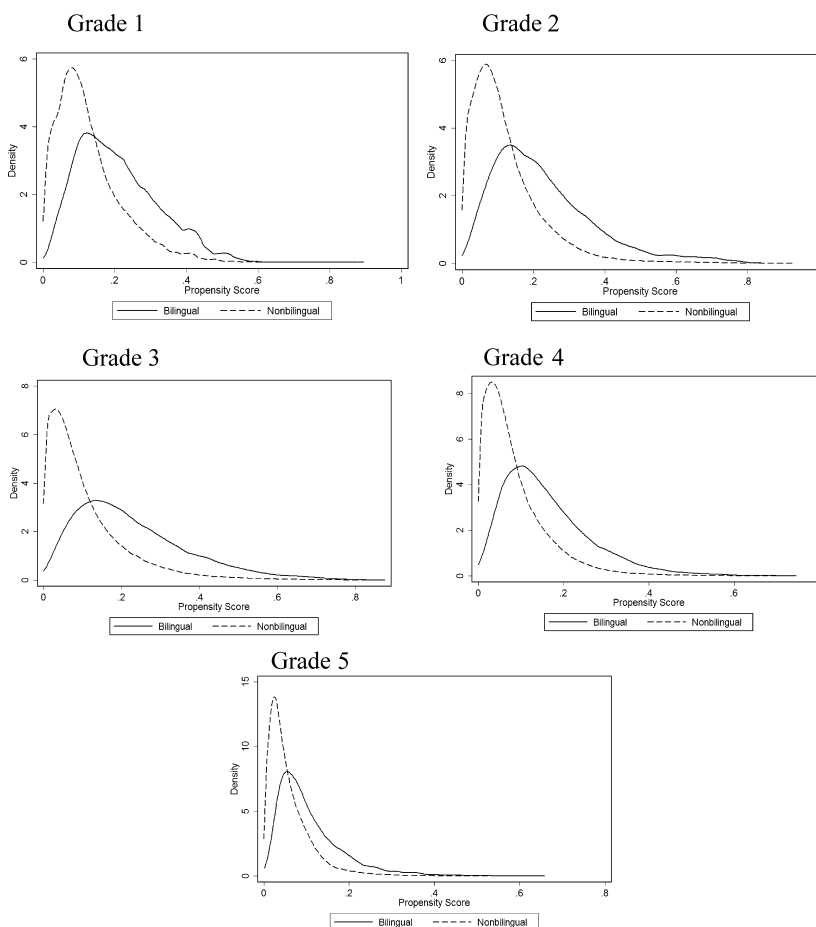 Grade 1
Grade 2
6
4
2
0
Density
0 .2 .4 .6 .8 1
Propensity Score
Bilingual Nonbilingual
6
4
2
0
Density
0 .2 .4 .6 .8
Propensity Score
Bilingual Nonbilingual
Grade 3
Grade 4
8
6
4
2
0
Density
0 .2 .4 .6 .8
Propensity Score
Bilingual Nonbilingual
8
6
4
2
0
Density
0 .2 .4 .6
Propensity Score
Bilingual Nonbilingual
Grade 5
15
10
5
0
Density
0 .2 .4 .6 .8
Propensity Score
Bilingual Nonbilingual